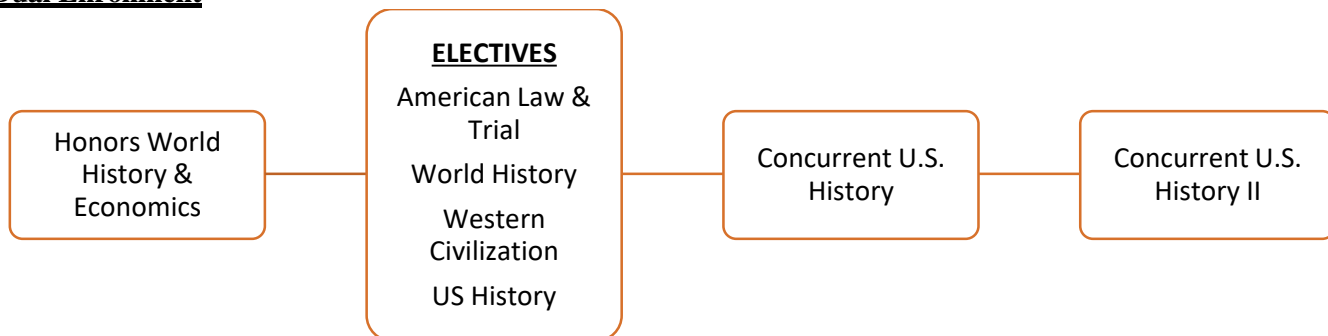 Dual Enrollment
ELECTIVES
American Law &
Trial
World History
Western
Civilization
US History
Honors World
History &
Economics
Concurrent U.S.
History
Concurrent U.S.
History II